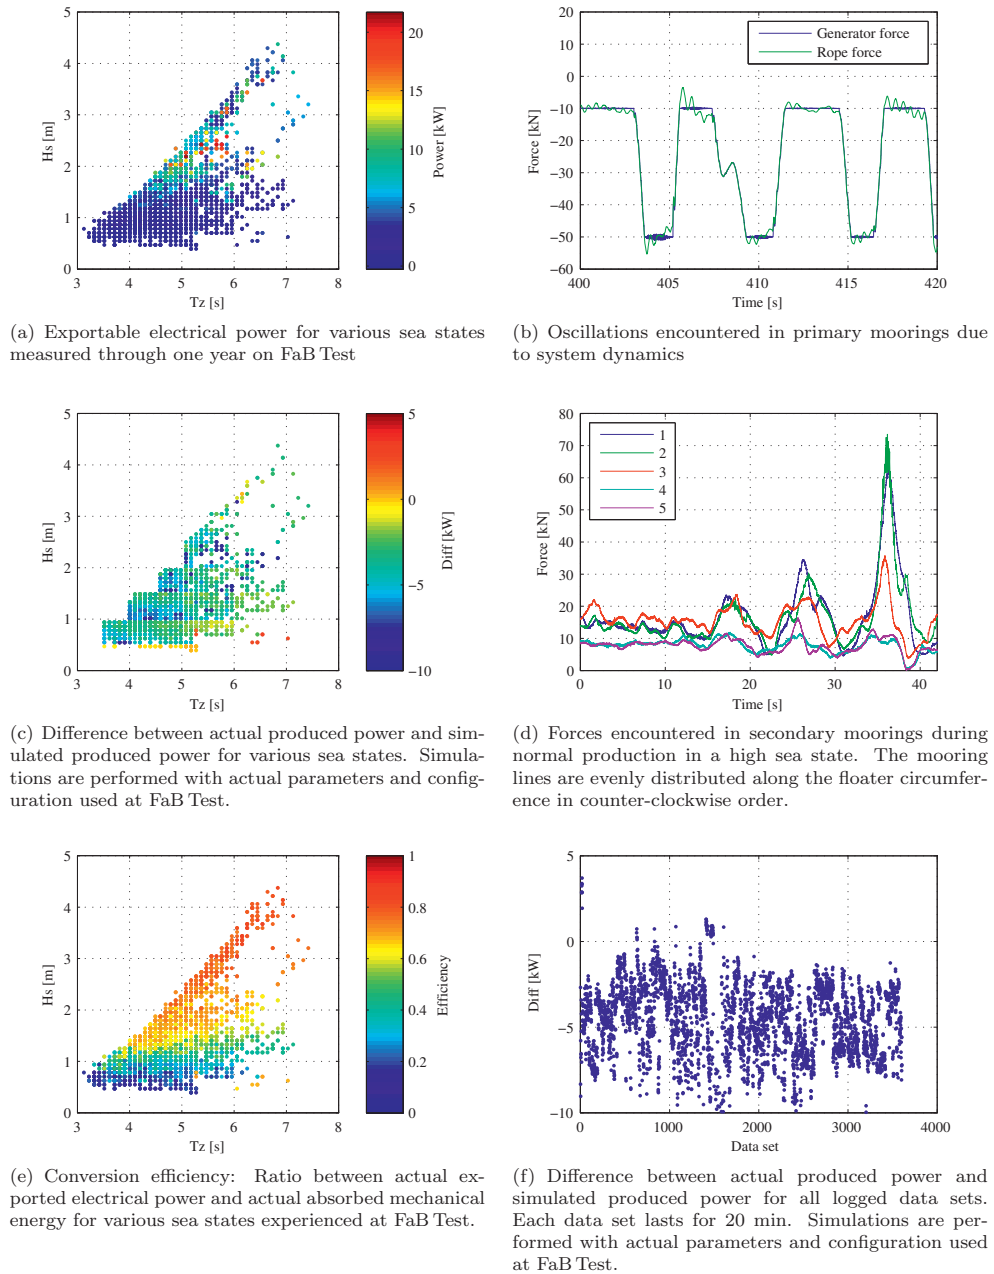 5
4
3
2
1
0
Hs [m]
3 4 5 6 7 8
Tz [s]
20
15
10
5
0
Power [kW]
(a) Exportable electrical power for various sea states
measured through one year on FaB Test
20
10
0
−10
−20
−30
−40
−50
−60
Force [kN]
400 405 410 415 420
Time [s]
Generator force
Rope force
(b) Oscillations encountered in primary moorings due
to system dynamics
5
4
3
2
1
0
Hs [m]
3 4 5 6 7 8
Tz [s]
5
0
−5
−10
Diff [kW]
(c) Difference between actual produced power and sim-
ulated produced power for various sea states. Simula-
tions are performed with actual parameters and config-
uration used at FaB Test.
80
70
60
50
40
30
20
10
0
Force [kN]
0 10 20 30 40
Time [s]
1
2
3
4
5
(d) Forces encountered in secondary moorings during
normal production in a high sea state. The mooring
lines are evenly distributed along the floater circumfer-
ence in counter-clockwise order.
5
4
3
2
1
0
Hs [m]
3 4 5 6 7 8
Tz [s]
1
0.8
0.6
0.4
0.2
0
Efficiency
(e) Conversion efficiency: Ratio between actual ex-
ported electrical power and actual absorbed mechanical
energy for various sea states experienced at FaB Test.
5
0
−5
−10
Diff [kW]
0 1000 2000 3000 4000
Data set
(f) Difference between actual produced power and
simulated produced power for all logged data sets.
Each data set lasts for 20 min. Simulations are per-
formed with actual parameters and configuration used
at FaB Test.